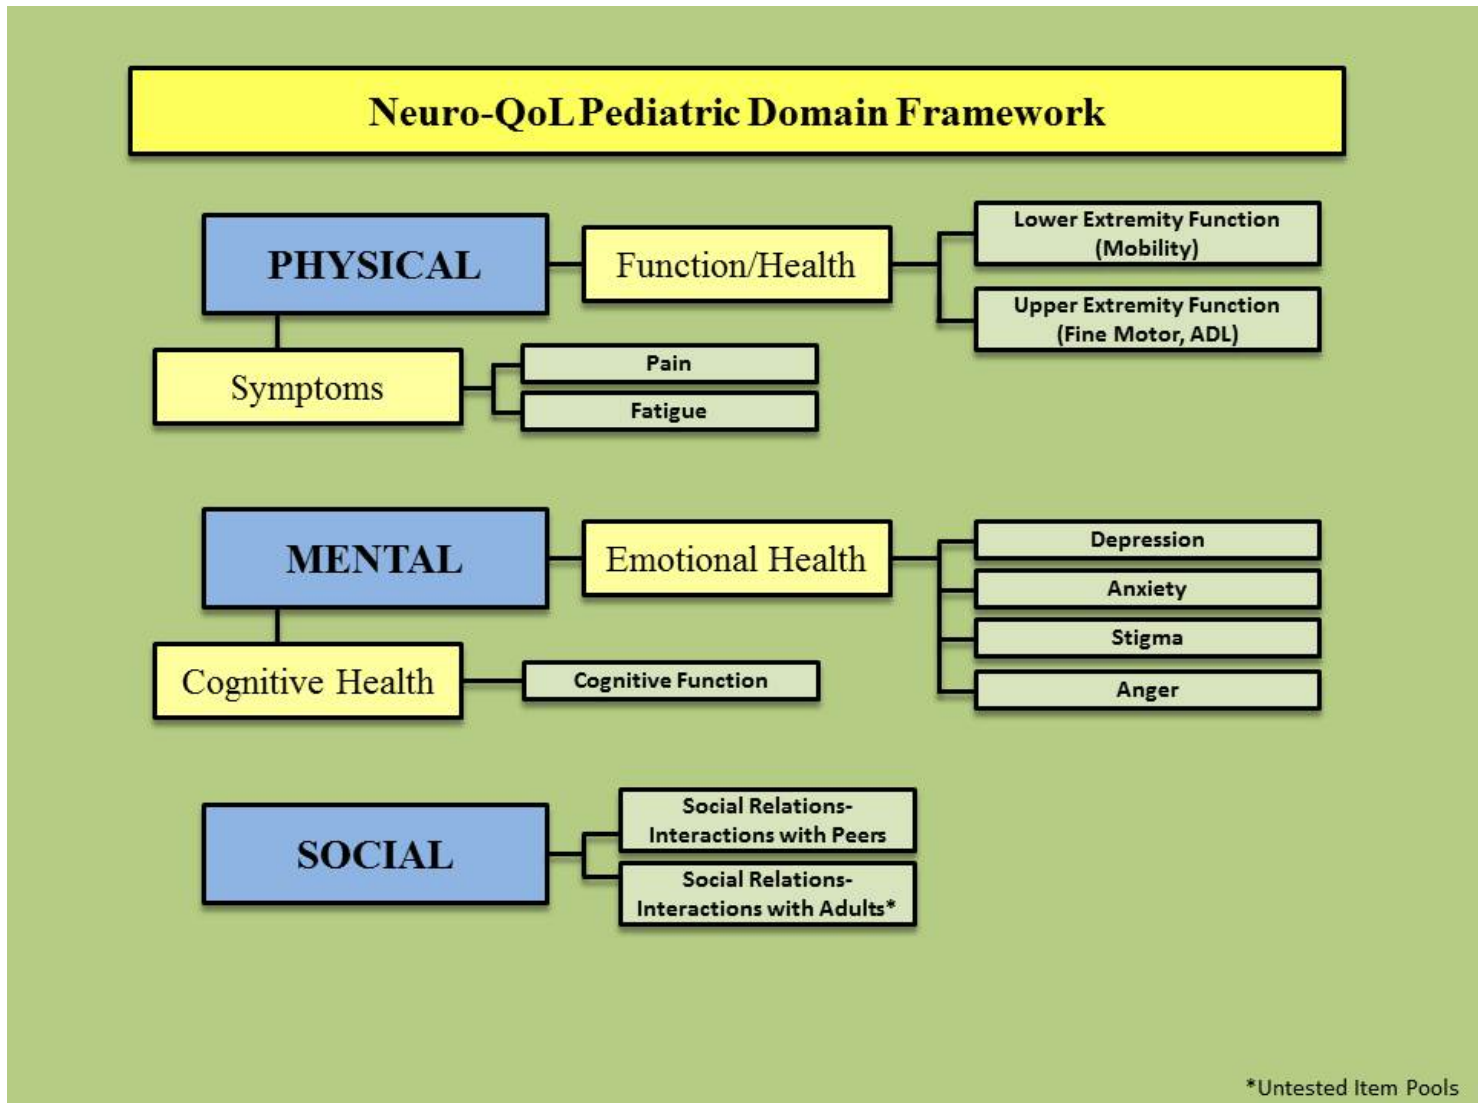 Neuro-QoL Pediatric Domain Framework
PHYSICAL
Function/Health
Lower Extremity Function
(Mobility)
Upper Extremity Function
(Fine Motor, ADL)
Symptoms
Pain
Fatigue
MENTAL
Emotional Health
Depression
Anxiety
Stigma
Anger
Cognitive Health
Cognitive Function
SOCIAL
Social Relations-
Interactions with Peers
Social Relations-
Interactions with Adults*
*Untested Item Pools